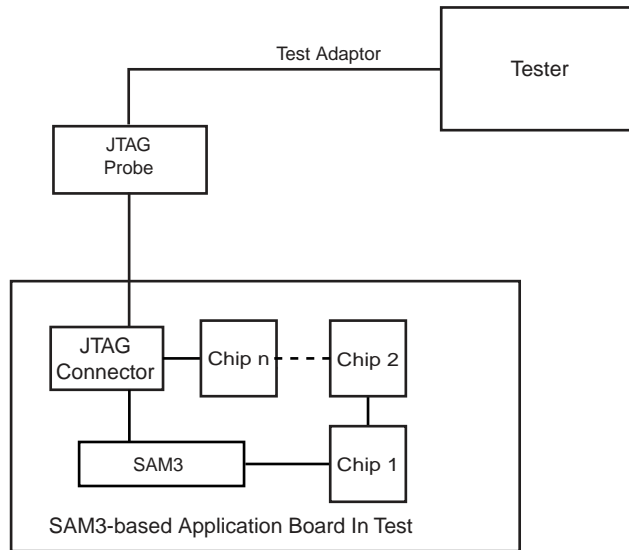 Test Adaptor
Tester
JTAG
Probe
JTAG
Connector
Chip n
Chip 2
SAM3
Chip 1
SAM3-based Application Board In Test